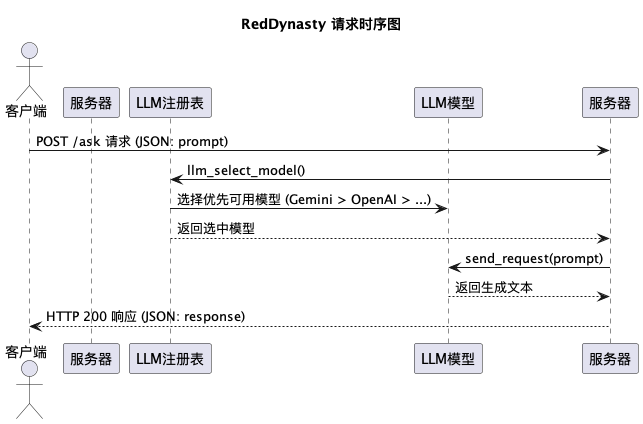 RedDynasty 请求时序图
客户端
服务器
LLM注册表
LLM模型
服务器
POST /ask 请求 (JSON: prompt)
llm_select_model()
选择优先可用模型 (Gemini > OpenAI > ...)
返回选中模型
send_request(prompt)
返回生成文本
HTTP 200 响应 (JSON: response)
客户端
服务器
LLM注册表
LLM模型
服务器